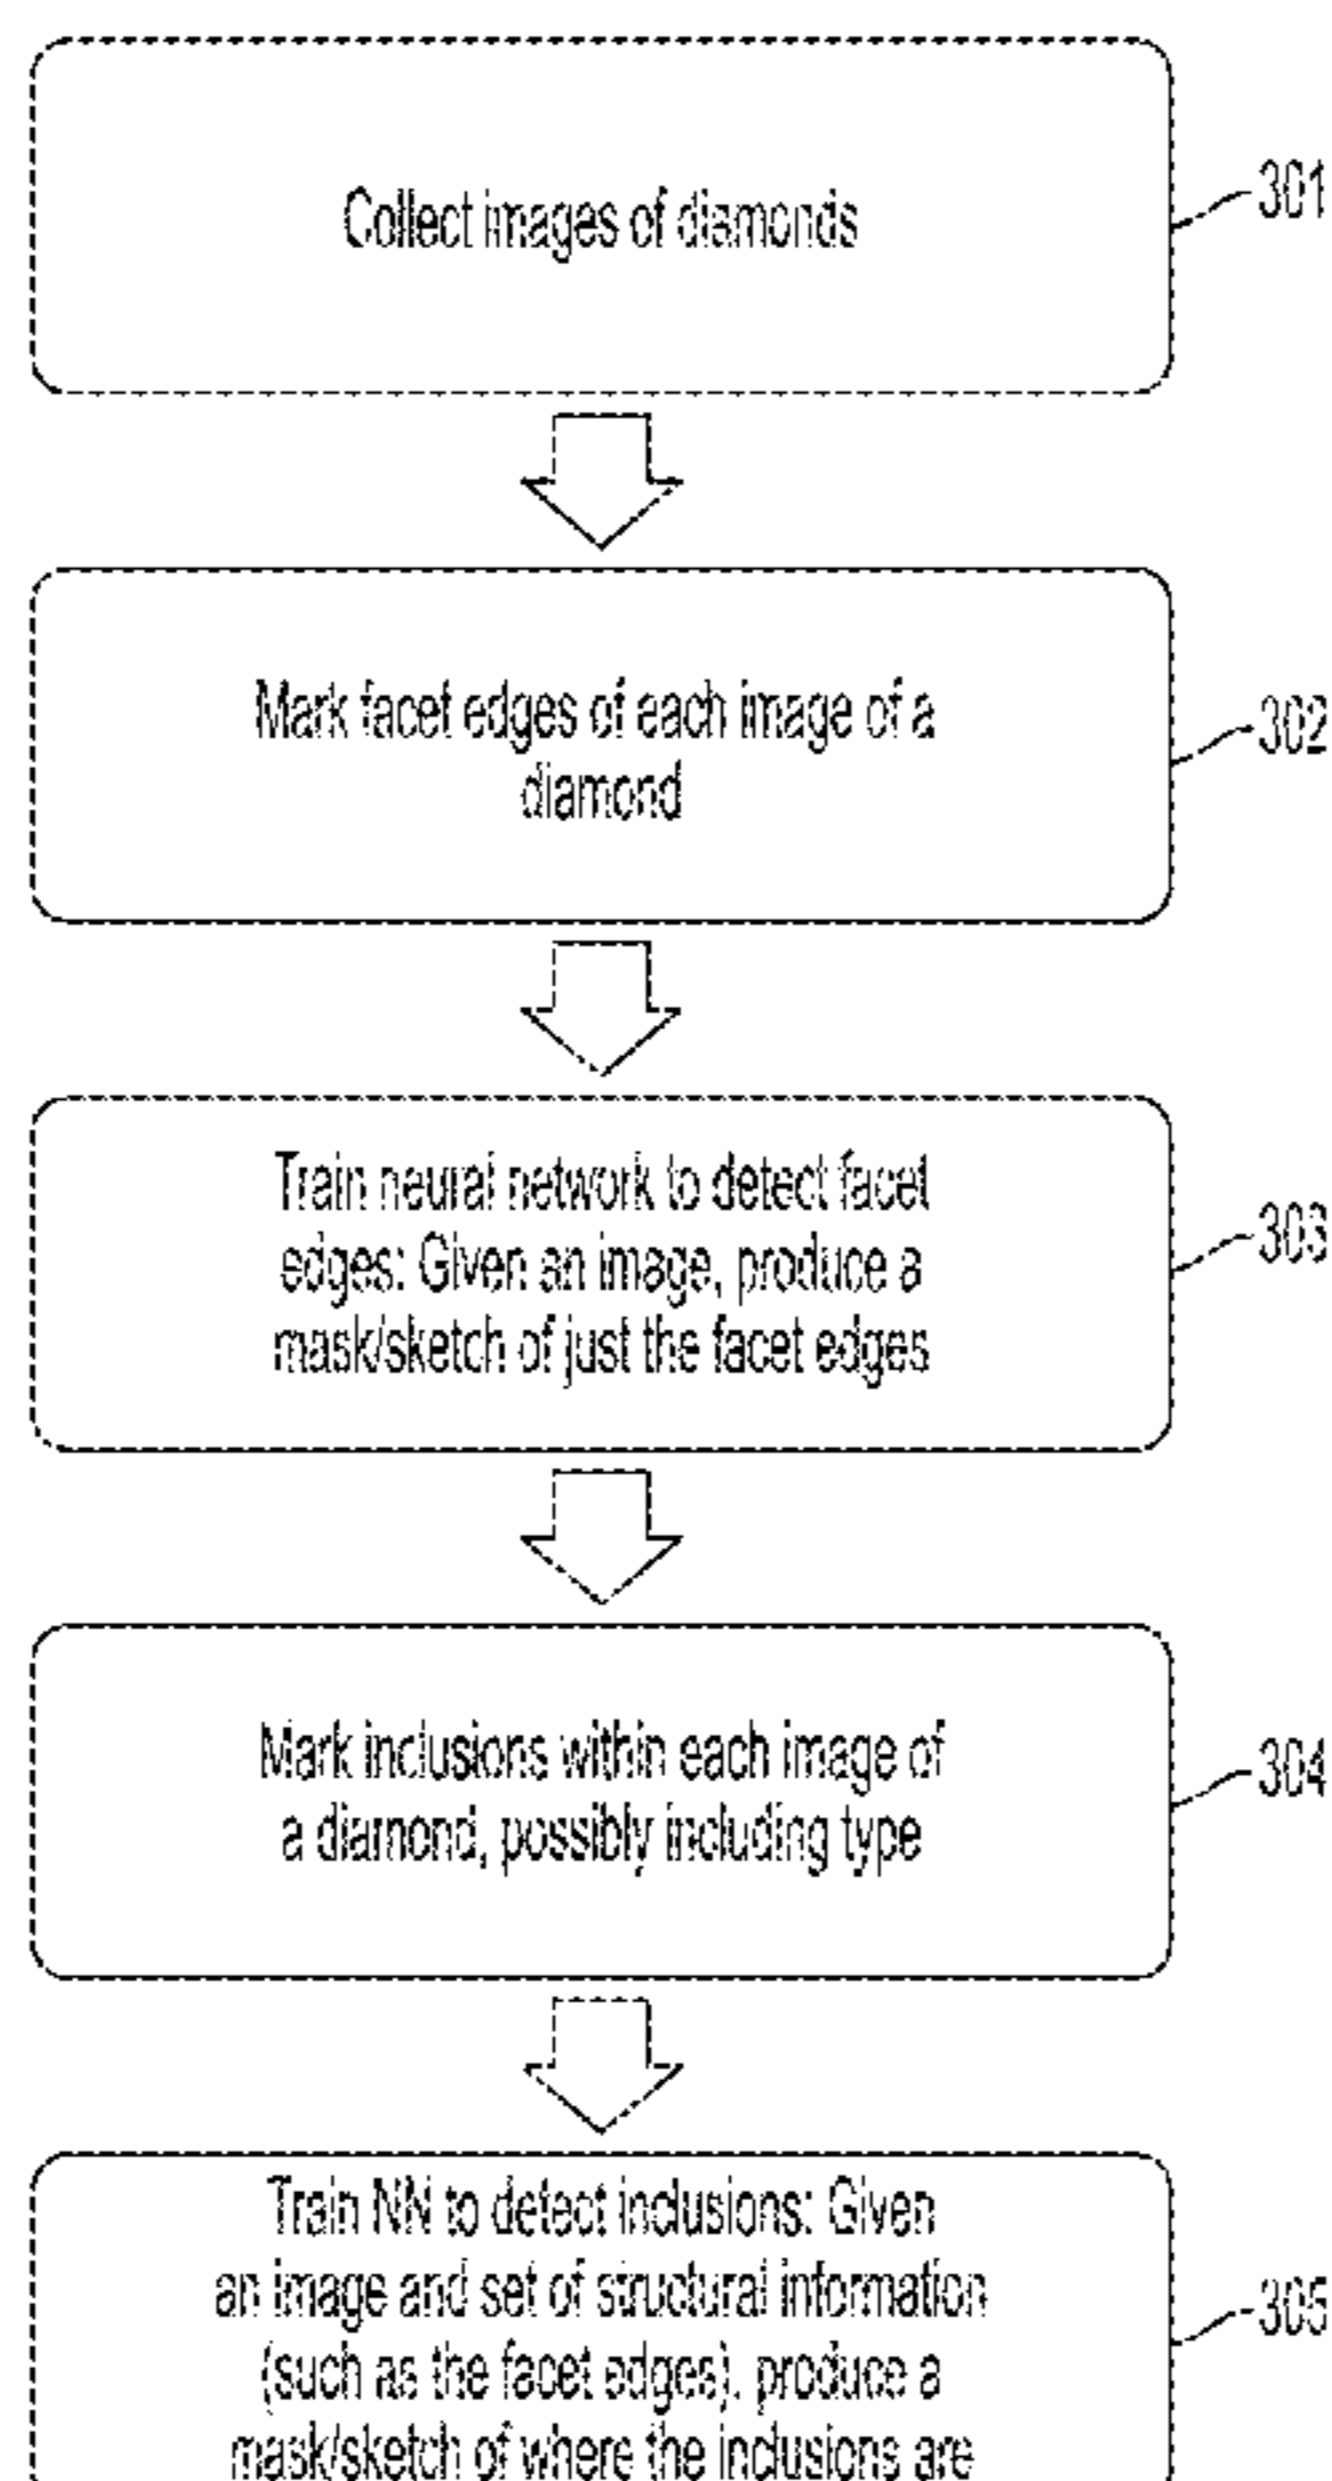 Collect images of diamonds
301
Mark facet edges of each image of a
diamond
302
Train neural network to detect facet
edges: Given an image, produce a
mask/sketch of just the facet edges
303
Mark inclusions within each image of
a diamond, possibly including type
304
Train NN to detect inclusions: Given
an image and set of structural information
(such as the facet edges), produce a
mask/sketch of where the inclusions are
305